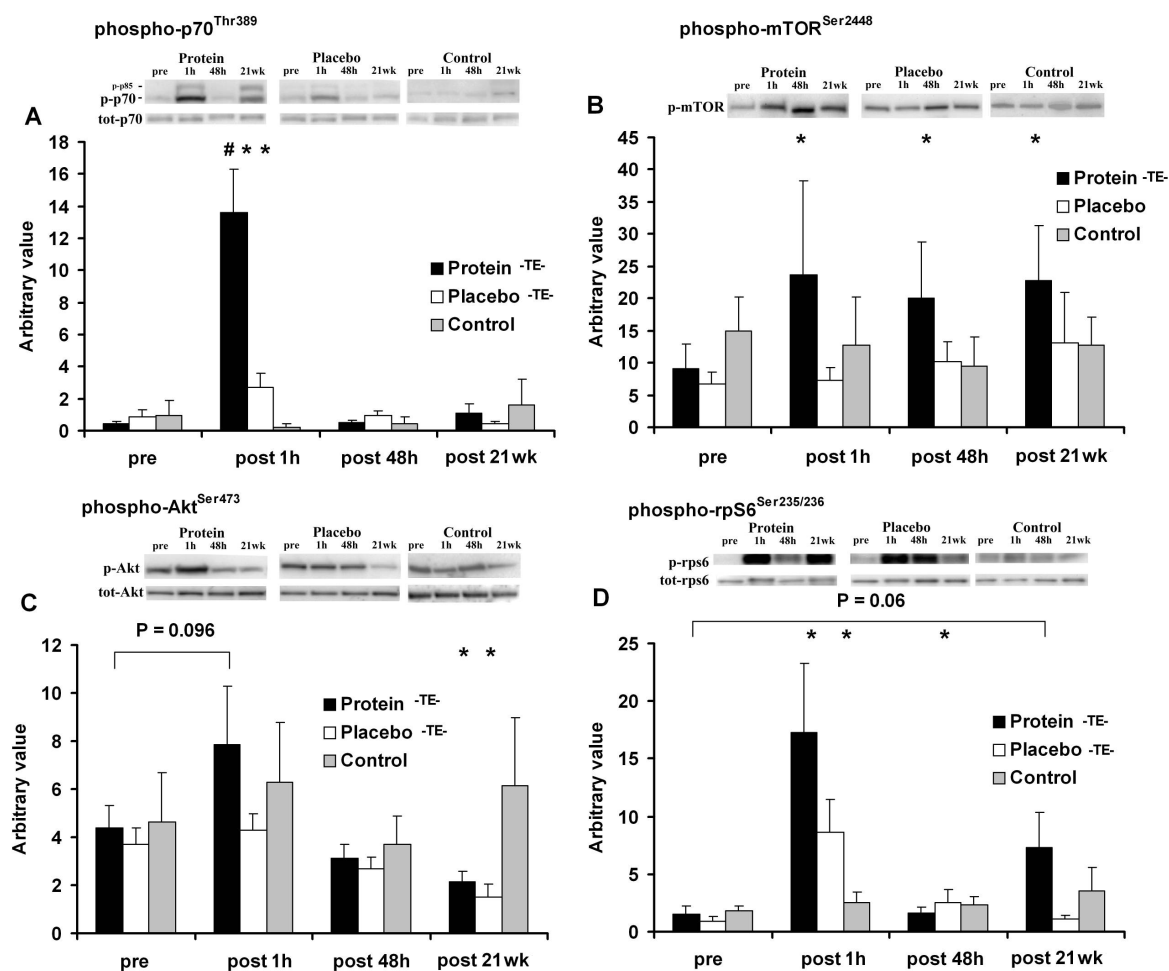 phospho-p70Thr389
Protein Placebo Control
pre 1h 48h 21wk pre 1h 48h 21wk pre 1h 48h 21wk
p-p85 -
p-p70 -
tot-p70
A
# * *
18
16
14
12
10
8
6
4
2
0
Arbitrary value
Protein -TE-
Placebo -TE-
Control
pre post 1h post 48h post 21wk
phospho-mTORSer2448
Protein Placebo Control
pre 1h 48h 21wk pre 1h 48h 21wk pre 1h 48h 21wk
p-mTOR
B
* * *
45
40
35
30
25
20
15
10
5
0
Arbitrary value
Protein -TE-
Placebo
Control
pre post 1h post 48h post 21wk
phospho-AktSer473
Protein Placebo Control
pre 1h 48h 21wk pre 1h 48h 21wk pre 1h 48h 21wk
p-Akt
tot-Akt
C
P = 0.096
* *
12
10
8
6
4
2
0
Arbitrary value
Protein -TE-
Placebo -TE-
Control
pre post 1h post 48h post 21wk
phospho-rpS6Ser235/236
Protein Placebo Control
pre 1h 48h 21wk pre 1h 48h 21wk pre 1h 48h 21wk
p-rps6
tot-rps6
D
P = 0.06
* * *
25
20
15
10
5
0
Arbitrary value
Protein -TE-
Placebo -TE-
Control
pre post 1h post 48h post 21wk